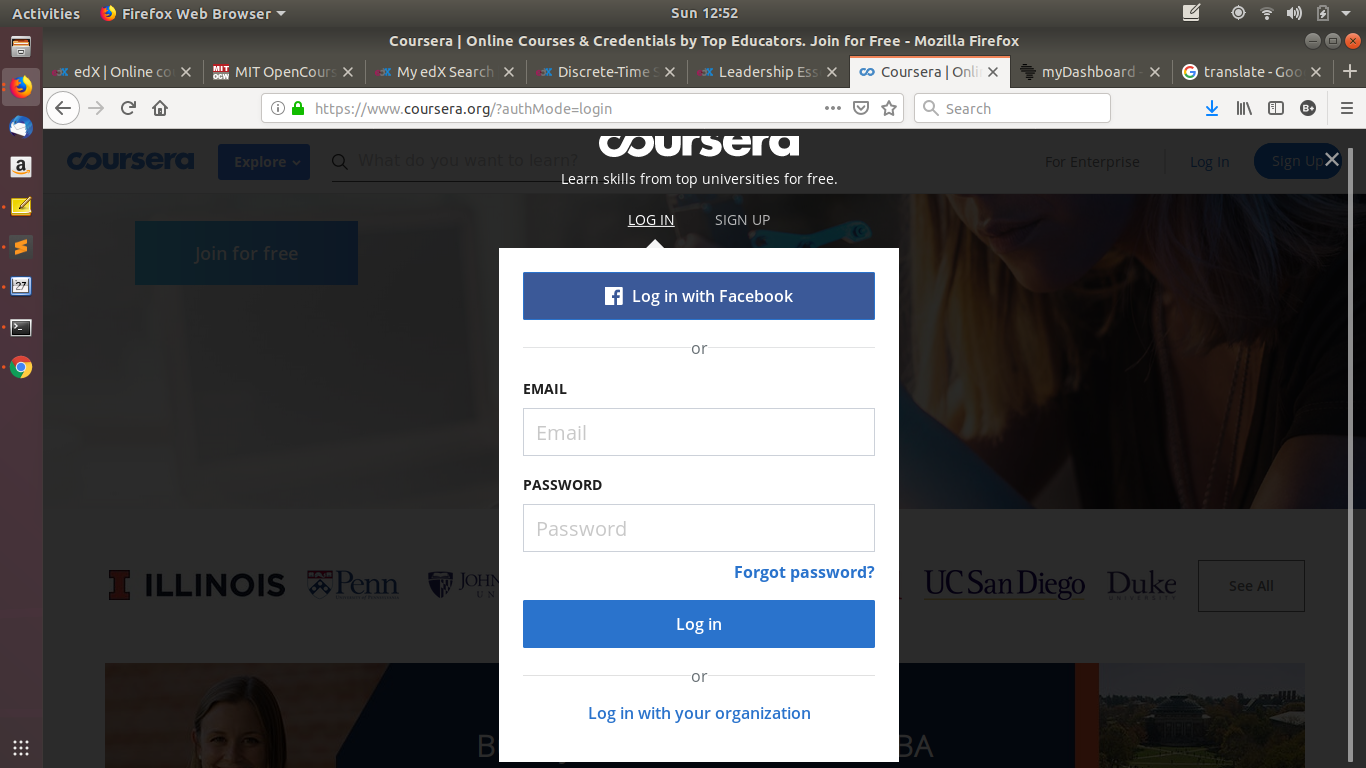 Activities Firefox Web Browser Sun 12:52
Coursera | Online Courses & Credentials by Top Educators. Join for Free - Mozilla Firefox
edX | Online co MIT OpenCours My edX Search Discrete-Time S Leadership Ess Coursera | Onli myDashboard - translate - Goo
https://www.coursera.org/?authMode=login Search
coursera
coursera Explore What do you want to learn? For Enterprise Log In Sign Up
Learn skills from top universities for free.
LOG IN SIGN UP
Join for free
Log in with Facebook
or
EMAIL
Email
PASSWORD
Password
Forgot password?
ILLINOIS Penn JOHN UC San Diego Duke UNIVERSITY See All
Log in
or
Log in with your organization
B BA